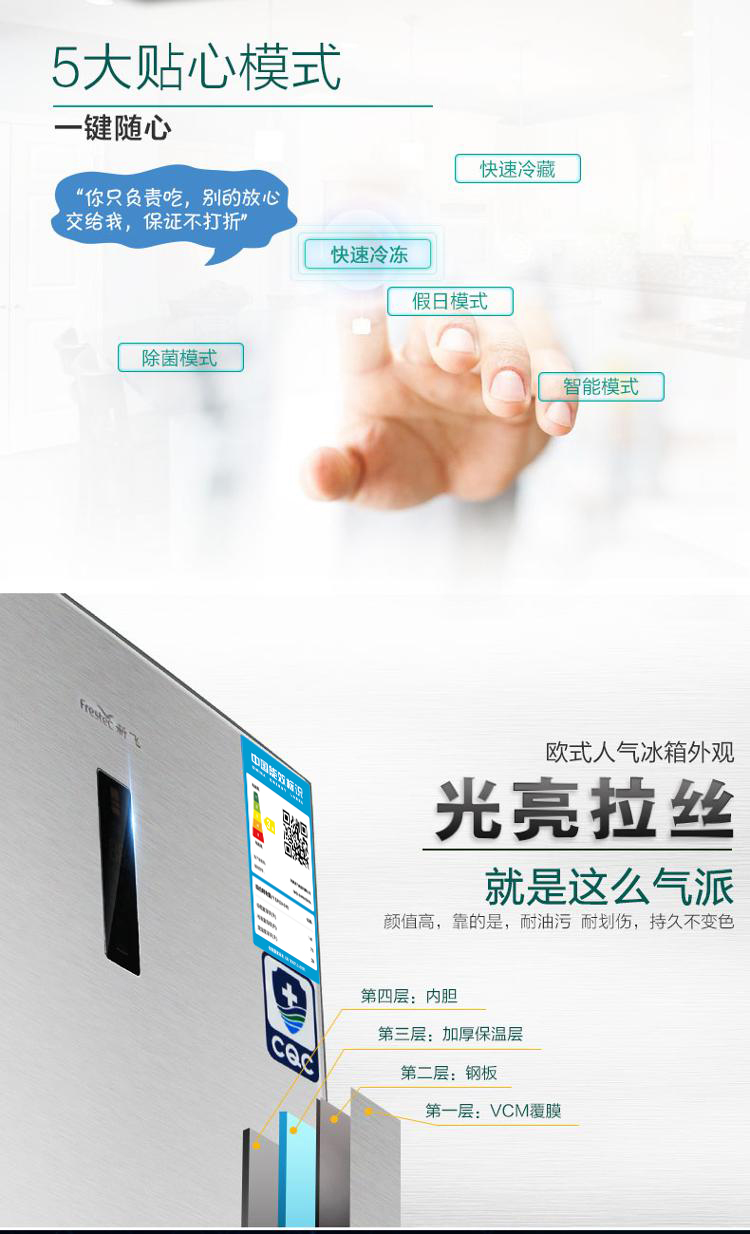 5大贴心模式
一键随心
快速冷藏
“你只负责吃，别的放心
交给我，保证不打折”
快速冷冻
假日模式
除菌模式
智能模式
Frestec 新飞
中国能效标识
CHINA ENERGY LABEL
欧式人气冰箱外观
光亮拉丝
就是这么气派
颜值高，靠的是，耐油污 耐划伤，持久不变色
CQC
第四层：内胆
第三层：加厚保温层
第二层：钢板
第一层：VCM覆膜